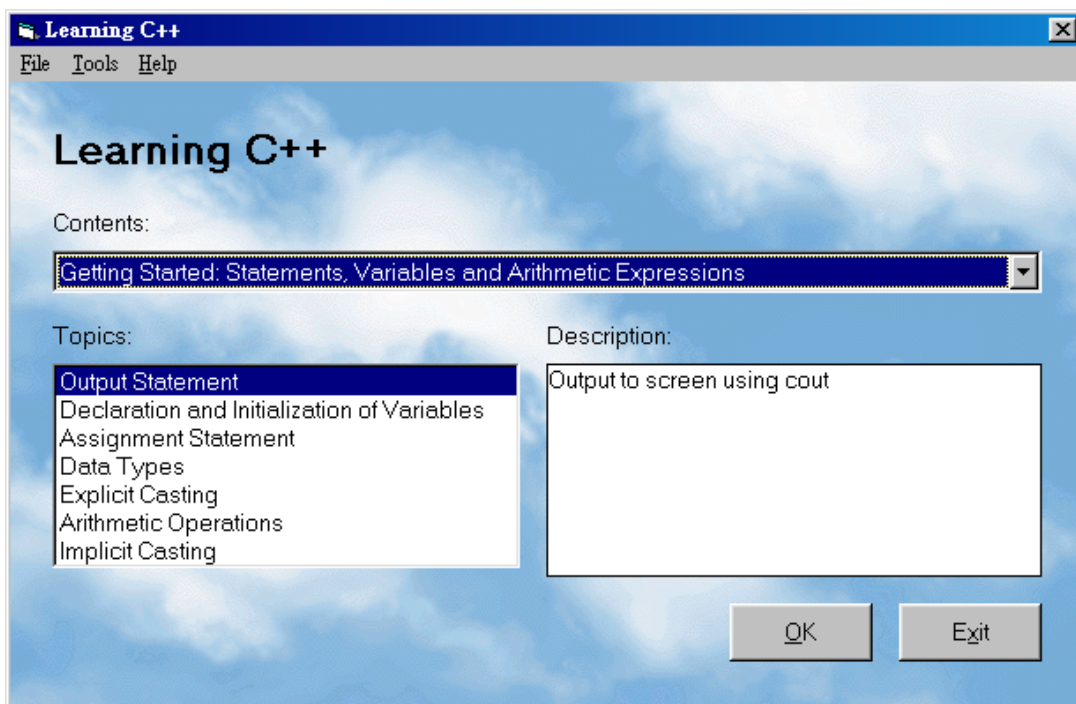 Learning C++
File Tools Help
Learning C++
Contents:
Getting Started: Statements, Variables and Arithmetic Expressions
Topics:
Output Statement
Declaration and Initialization of Variables
Assignment Statement
Data Types
Explicit Casting
Arithmetic Operations
Implicit Casting
Description:
Output to screen using cout
OK
Exit